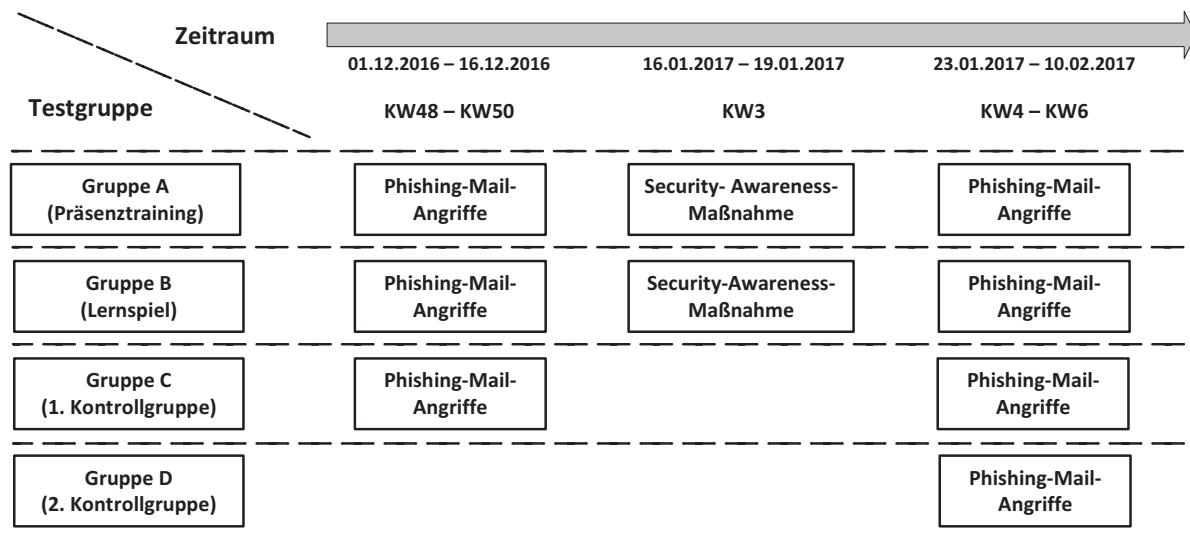 Zeitraum
01.12.2016 – 16.12.2016
16.01.2017 – 19.01.2017
23.01.2017 – 10.02.2017
Testgruppe
KW48 – KW50
KW3
KW4 – KW6
Gruppe A
(Präsenztraining)
Phishing-Mail-
Angriffe
Security- Awareness-
Maßnahme
Phishing-Mail-
Angriffe
Gruppe B
(Lernspiel)
Phishing-Mail-
Angriffe
Security-Awareness-
Maßnahme
Phishing-Mail-
Angriffe
Gruppe C
(1. Kontrollgruppe)
Phishing-Mail-
Angriffe
Phishing-Mail-
Angriffe
Gruppe D
(2. Kontrollgruppe)
Phishing-Mail-
Angriffe